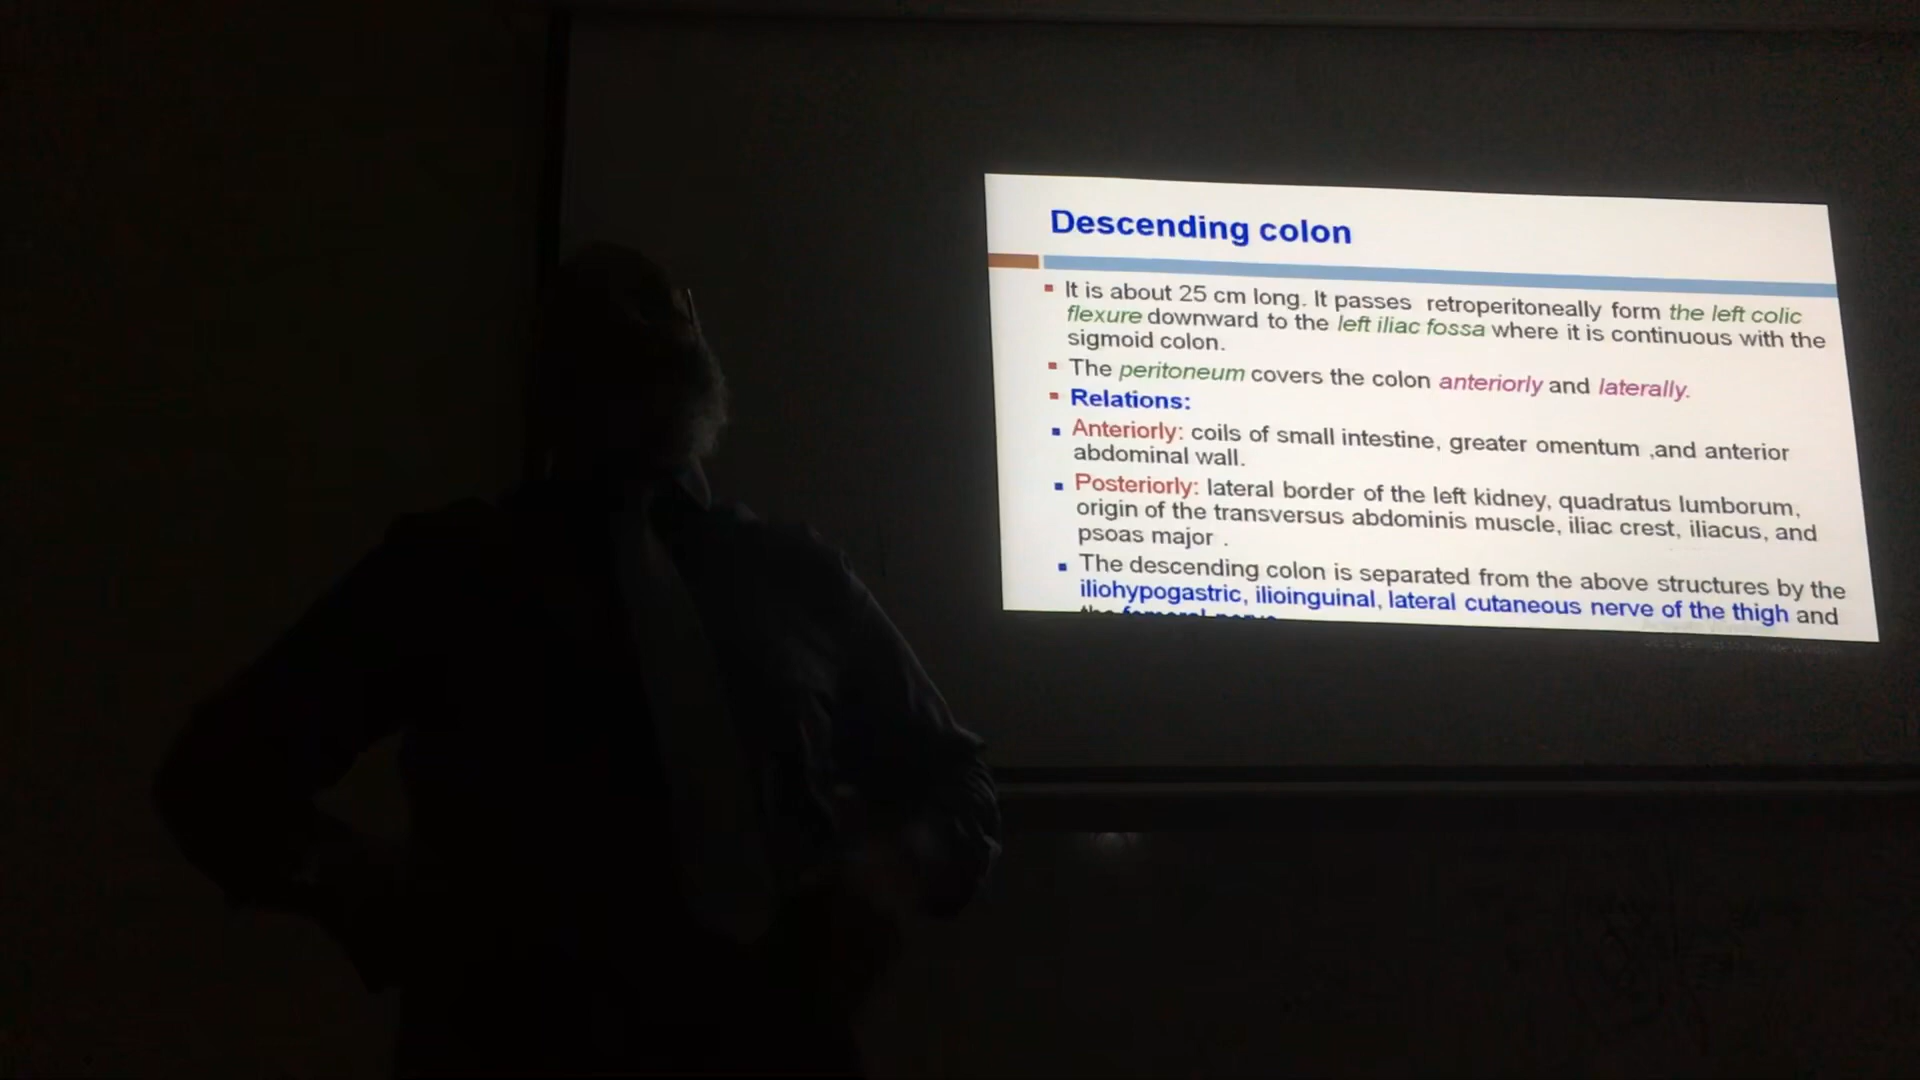 Descending colon
It is about 25 cm long. It passes retroperitoneally form the left colic
flexure downward to the left iliac fossa where it is continuous with the
sigmoid colon.
The peritoneum covers the colon anteriorly and laterally.
Relations:
Anteriorly: coils of small intestine, greater omentum ,and anterior
abdominal wall.
Posteriorly: lateral border of the left kidney, quadratus lumborum,
origin of the transversus abdominis muscle, iliac crest, iliacus, and
psoas major .
The descending colon is separated from the above structures by the
iliohypogastric, ilioinguinal, lateral cutaneous nerve of the thigh and
the femoral nerve